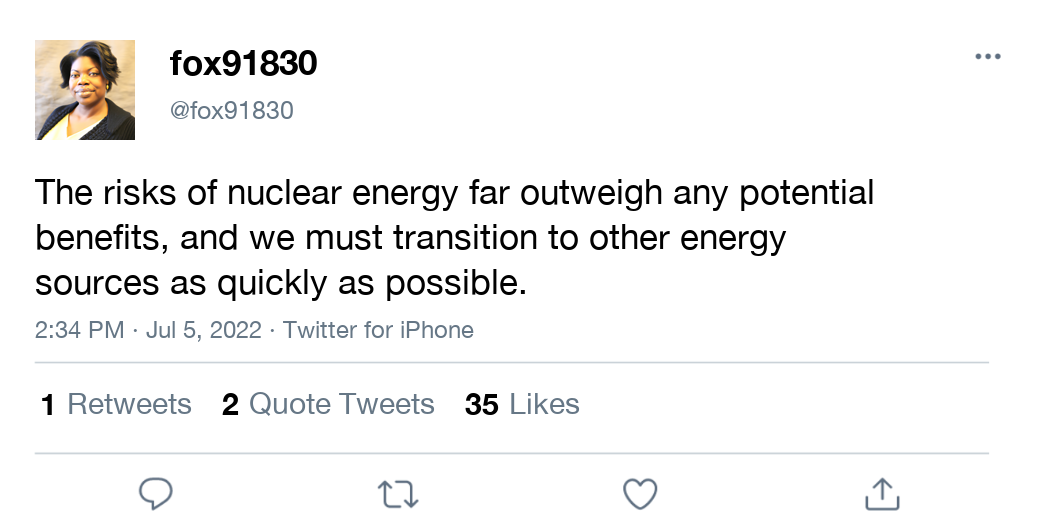 fox91830
@fox91830
The risks of nuclear energy far outweigh any potential
benefits, and we must transition to other energy
sources as quickly as possible.
2:34 PM · Jul 5, 2022 · Twitter for iPhone
1 Retweets 2 Quote Tweets 35 Likes